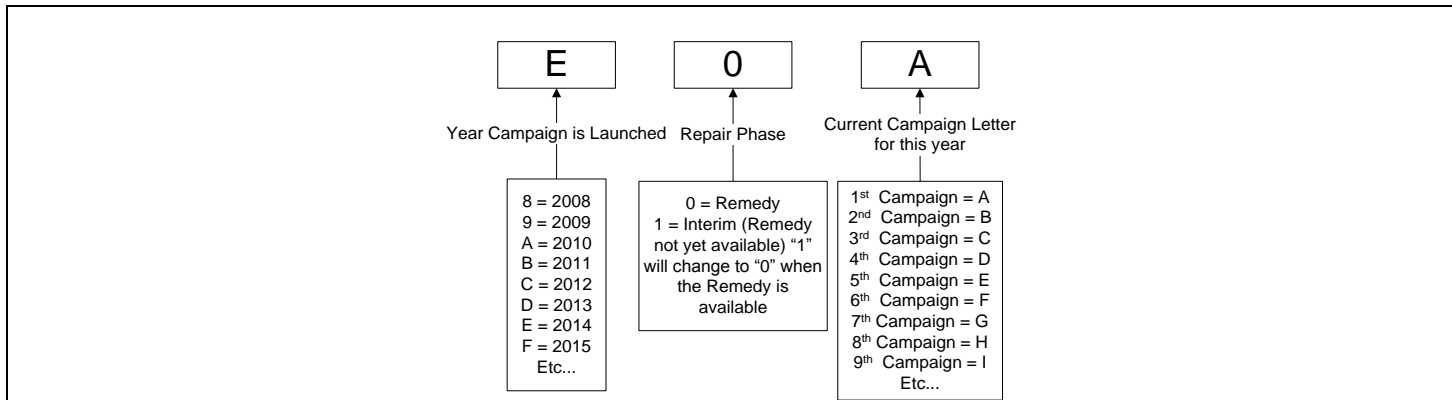 E
0
A
Year Campaign is Launched
Repair Phase
Current Campaign Letter
for this year
8 = 2008
9 = 2009
A = 2010
B = 2011
C = 2012
D = 2013
E = 2014
F = 2015
Etc...
0 = Remedy
1 = Interim (Remedy
not yet available) “1”
will change to “0” when
the Remedy is
available
1st Campaign = A
2nd Campaign = B
3rd Campaign = C
4th Campaign = D
5th Campaign = E
6th Campaign = F
7th Campaign = G
8th Campaign = H
9th Campaign = I
Etc...